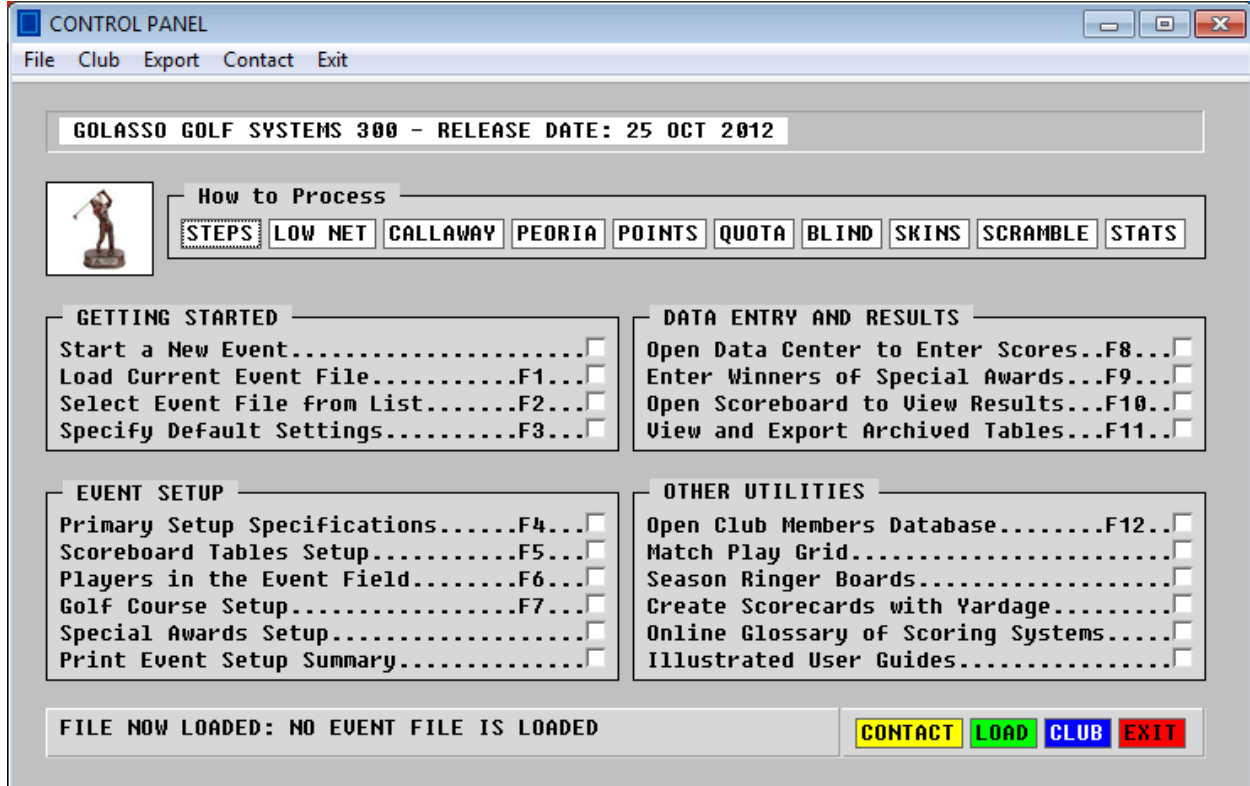 CONTROL PANEL
File Club Export Contact Exit
GOLASSO GOLF SYSTEMS 300 - RELEASE DATE: 25 OCT 2012
How to Process
STEPS LOW NET CALLAWAY PEORIA POINTS QUOTA BLIND SKINS SCRAMBLE STATS
GETTING STARTED
Start a New Event......................
Load Current Event File...........F1...
Select Event File from List.......F2...
Specify Default Settings..........F3...
DATA ENTRY AND RESULTS
Open Data Center to Enter Scores..F8...
Enter Winners of Special Awards...F9...
Open Scoreboard to View Results...F10..
View and Export Archived Tables...F11..
EVENT SETUP
Primary Setup Specifications......F4...
Scoreboard Tables Setup...........F5...
Players in the Event Field........F6...
Golf Course Setup.................F7...
Special Awards Setup...................
Print Event Setup Summary..............
OTHER UTILITIES
Open Club Members Database........F12..
Match Play Grid........................
Season Ringer Boards...................
Create Scorecards with Yardage.........
Online Glossary of Scoring Systems.....
Illustrated User Guides................
FILE NOW LOADED: NO EVENT FILE IS LOADED
CONTACT LOAD CLUB EXIT